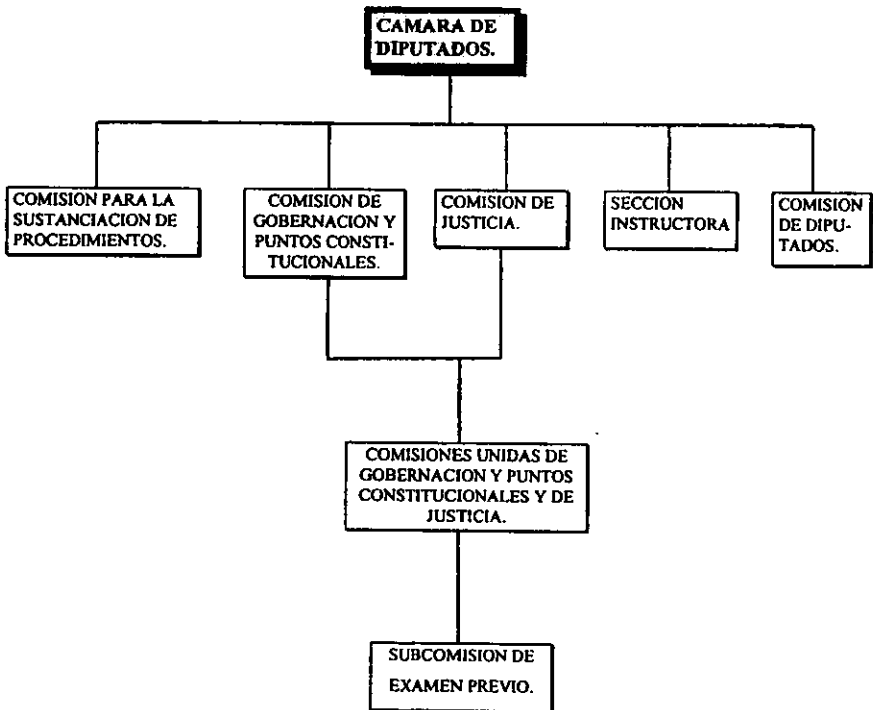 CAMARA DE
DIPUTADOS.
COMISION PARA LA
SUSTANCIACION DE
PROCEDIMIENTOS.
COMISION DE
GOBERNACION Y
PUNTOS CONSTI-
TUCIONALES.
COMISION DE
JUSTICIA.
SECCION
INSTRUCTORA
COMISION
DE DIPU-
TADOS.
COMISIONES UNIDAS DE
GOBERNACION Y PUNTOS
CONSTITUCIONALES Y DE
JUSTICIA.
SUBCOMISION DE
EXAMEN PREVIO.